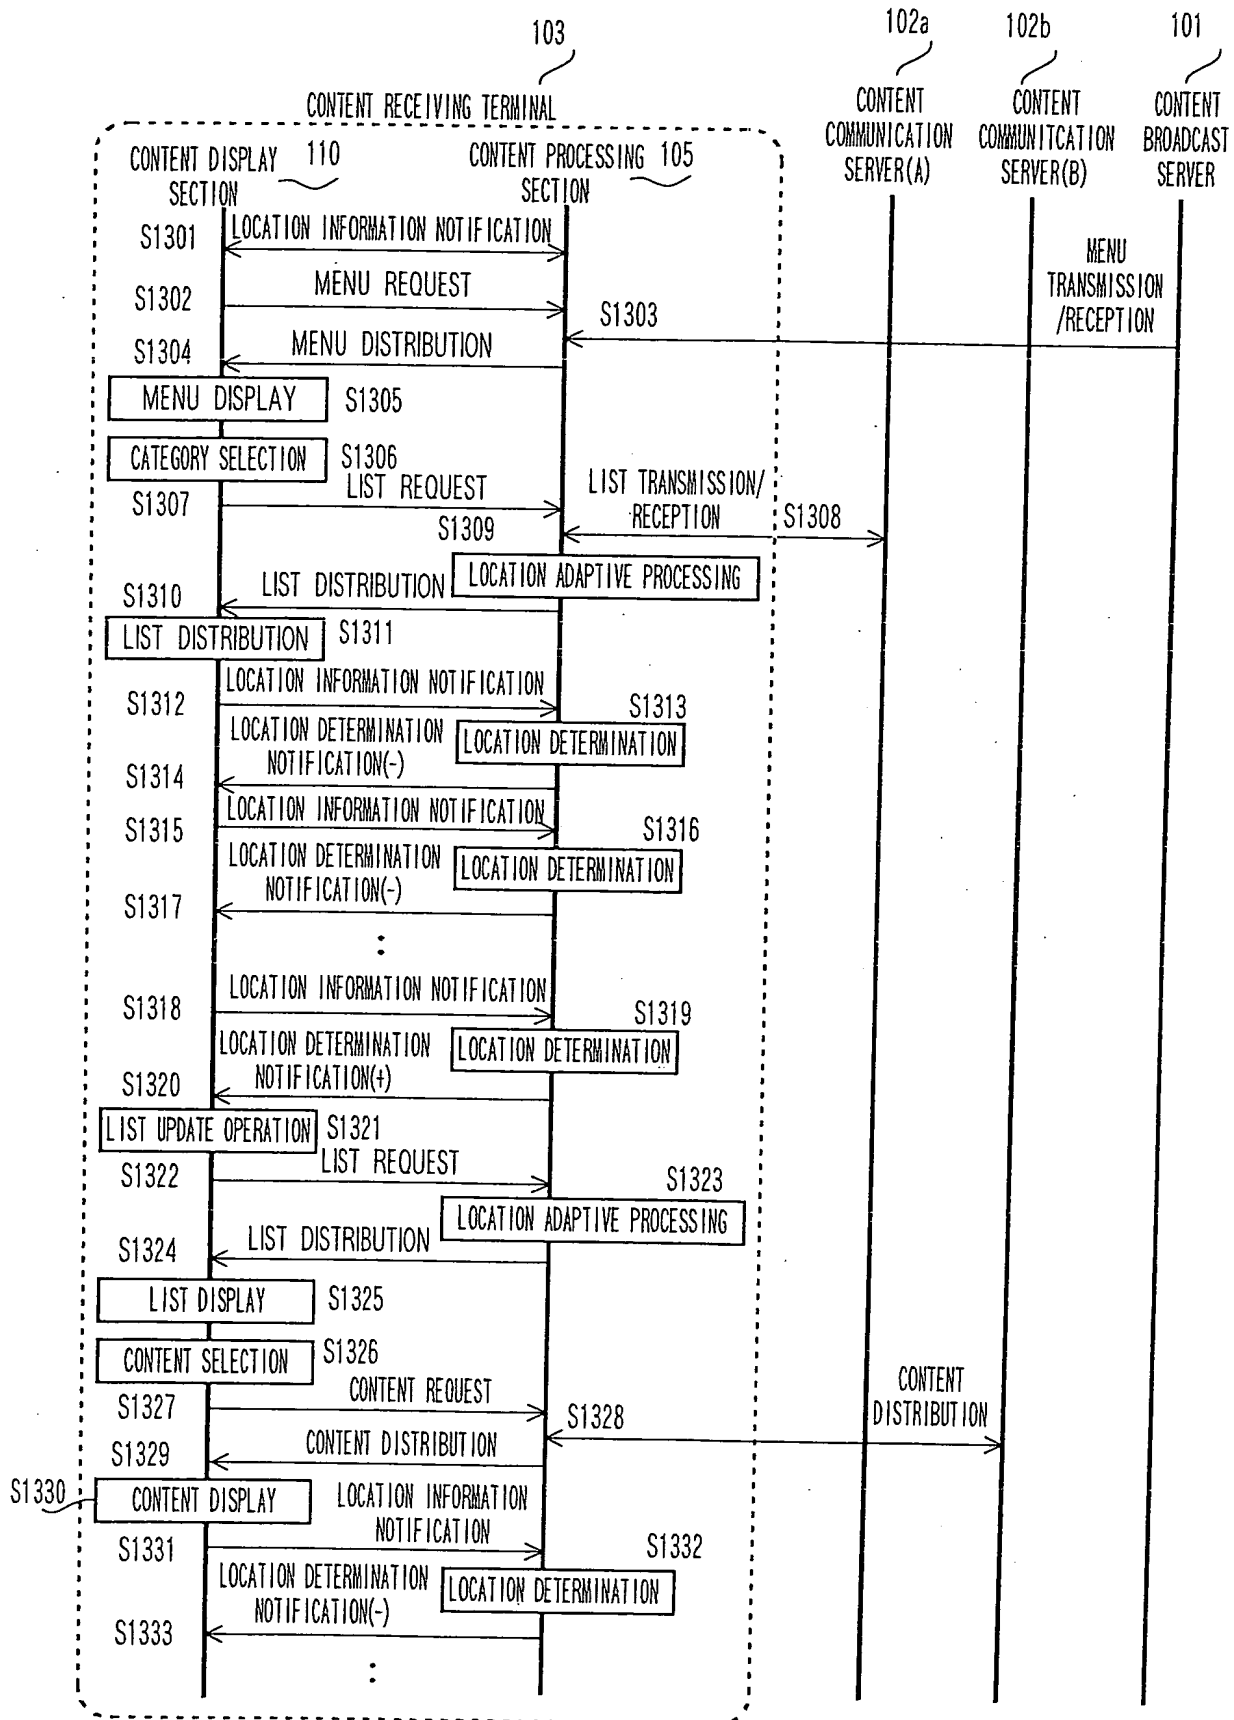 103
102a
102b
101
CONTENT RECEIVING TERMINAL
CONTENT
COMMUNICATION
SERVER(A)
CONTENT
COMMUNITCATION
SERVER(B)
CONTENT
BROADCAST
SERVER
CONTENT DISPLAY
SECTION
110
CONTENT PROCESSING
SECTION
105
S1301
LOCATION INFORMATION NOTIFICATION
S1302
MENU REQUEST
S1303
MENU
TRANSMISSION
/RECEPTION
S1304
MENU DISTRIBUTION
MENU DISPLAY
S1305
CATEGORY SELECTION
S1306
S1307
LIST REQUEST
LIST TRANSMISSION/
RECEPTION
S1308
S1309
LOCATION ADAPTIVE PROCESSING
S1310
LIST DISTRIBUTION
LIST DISTRIBUTION
S1311
S1312
LOCATION INFORMATION NOTIFICATION
S1313
LOCATION DETERMINATION
S1314
LOCATION DETERMINATION
NOTIFICATION(-)
S1315
LOCATION INFORMATION NOTIFICATION
S1316
LOCATION DETERMINATION
S1317
LOCATION DETERMINATION
NOTIFICATION(-)
:
S1318
LOCATION INFORMATION NOTIFICATION
S1319
LOCATION DETERMINATION
S1320
LOCATION DETERMINATION
NOTIFICATION(+)
LIST UPDATE OPERATION
S1321
S1322
LIST REQUEST
S1323
LOCATION ADAPTIVE PROCESSING
S1324
LIST DISTRIBUTION
LIST DISPLAY
S1325
CONTENT SELECTION
S1326
S1327
CONTENT REQUEST
S1328
CONTENT
DISTRIBUTION
S1329
CONTENT DISTRIBUTION
S1330
CONTENT DISPLAY
S1331
LOCATION INFORMATION
NOTIFICATION
S1332
LOCATION DETERMINATION
S1333
LOCATION DETERMINATION
NOTIFICATION(-)
: